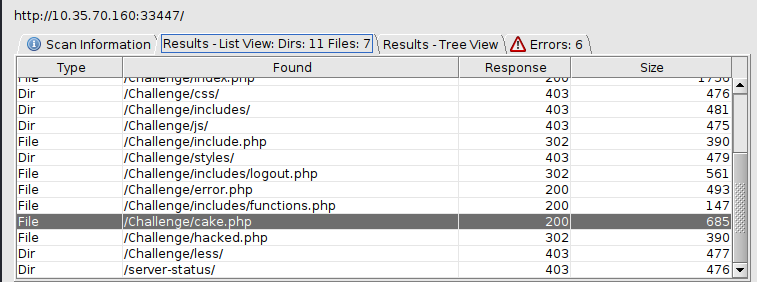 http://10.35.70.160:33447/
Scan Information Results - List View: Dirs: 11 Files: 7 Results - Tree View Errors: 6
Type Found Response Size
File /Challenge/index.php 200 1750
Dir /Challenge/css/ 403 476
Dir /Challenge/includes/ 403 481
Dir /Challenge/js/ 403 475
File /Challenge/include.php 302 390
Dir /Challenge/styles/ 403 479
File /Challenge/includes/logout.php 302 561
File /Challenge/error.php 200 493
File /Challenge/includes/functions.php 200 147
File /Challenge/cake.php 200 685
File /Challenge/hacked.php 302 390
Dir /Challenge/less/ 403 477
Dir /server-status/ 403 476